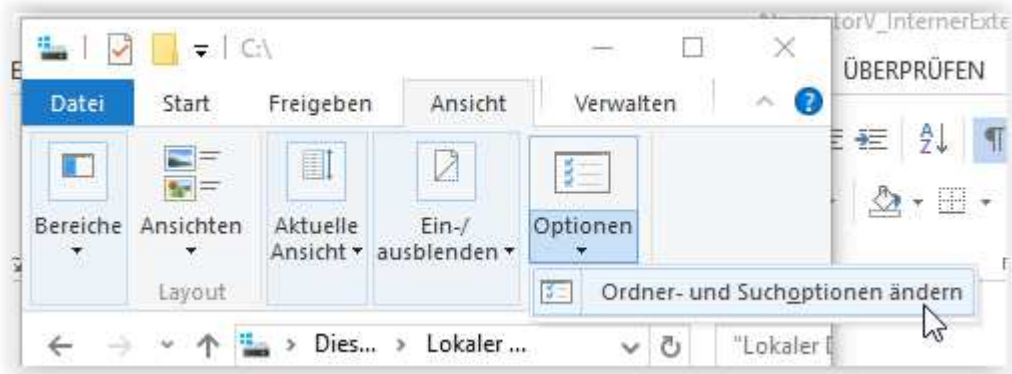 C:\
ÜBERPRÜFEN
Datei Start Freigeben Ansicht Verwalten
Bereiche Ansichten Aktuelle Ansicht Ein-/ausblenden Optionen
Layout
Ordner- und Suchoptionen ändern
Dies... Lokaler ... "Lokaler